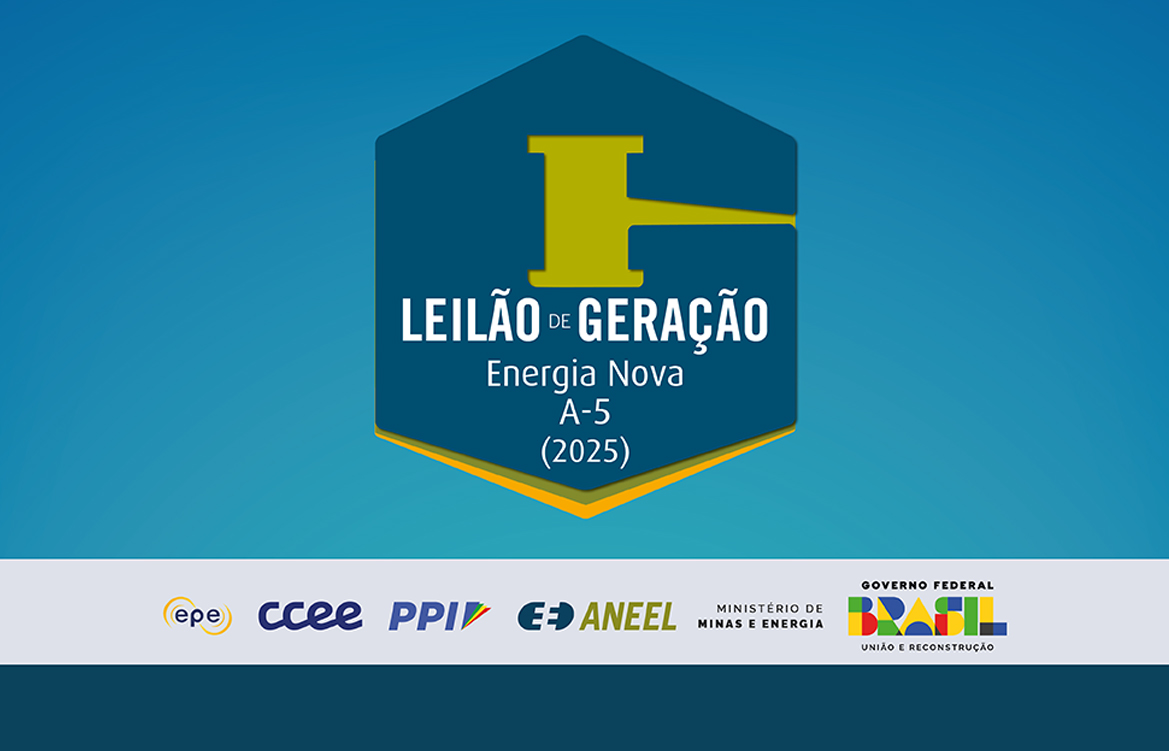 LEILÃO DE GERAÇÃO
Energia Nova
A-5
(2025)
epe
ccee
PPI
ANEEL
MINISTÉRIO DE
MINAS E ENERGIA
GOVERNO FEDERAL
BRASIL
UNIÃO E RECONSTRUÇÃO